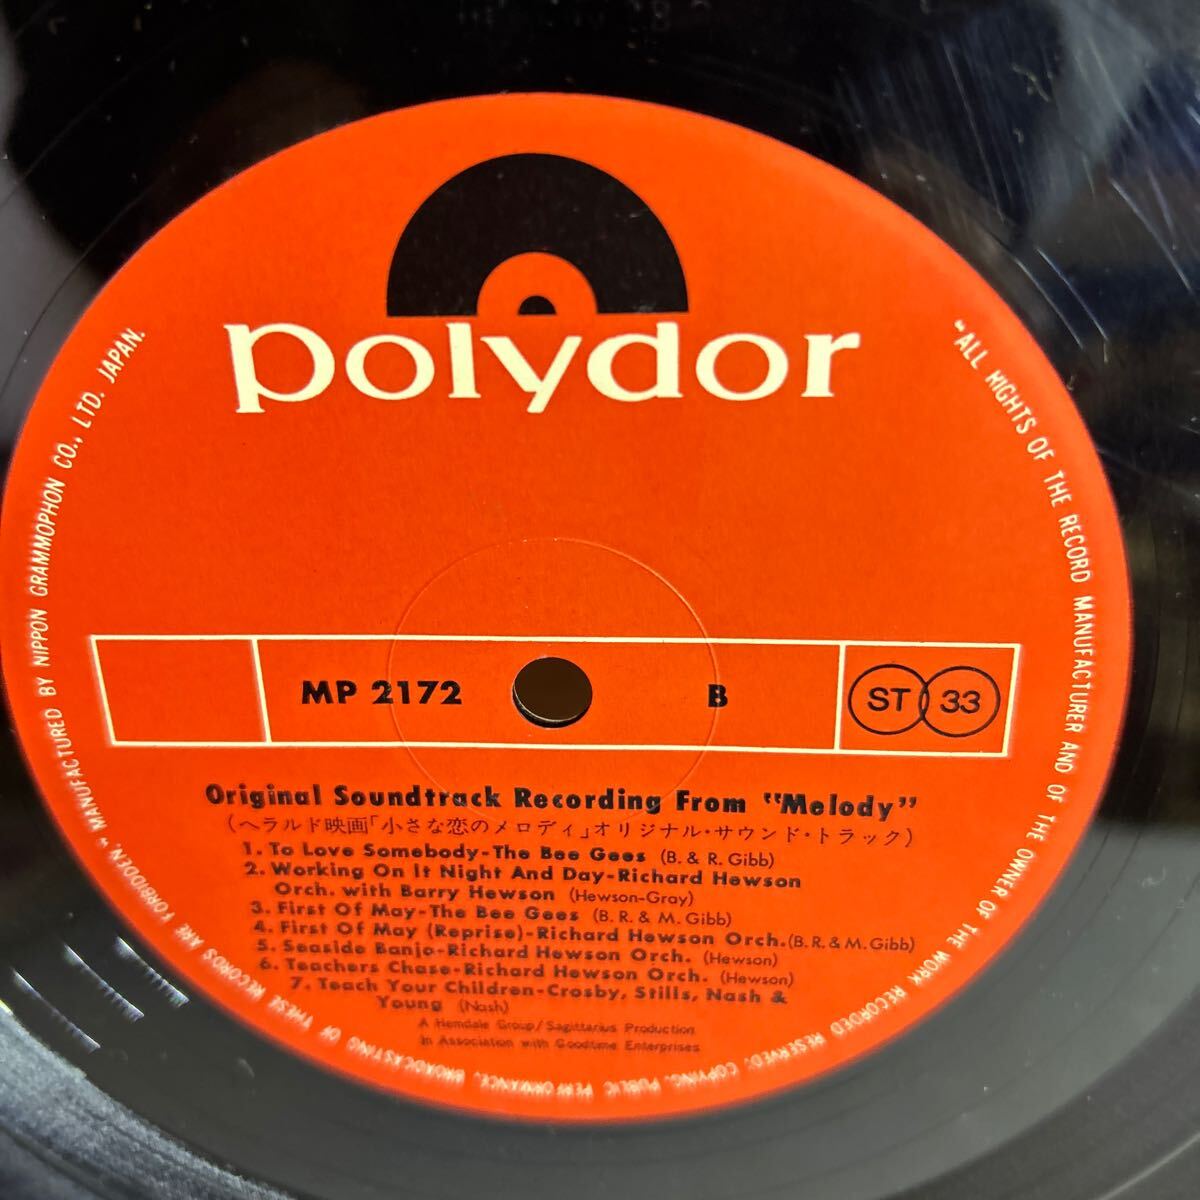 polydor
MP 2172
B
ST 33
Original Soundtrack Recording From "Melody"
(ヘラルド映画「小さな恋のメロディ」オリジナル・サウンド・トラック)
1. To Love Somebody-The Bee Gees (B. & R. Gibb)
2. Working On It Night And Day-Richard Hewson
Orch. with Barry Hewson (Hewson-Gray)
3. First Of May-The Bee Gees (B. R. & M. Gibb)
4. First Of May (Reprise)-Richard Hewson Orch. (B. R. & M. Gibb)
5. Seaside Banjo-Richard Hewson Orch. (Hewson)
6. Teachers Chase-Richard Hewson Orch. (Hewson)
7. Teach Your Children-Crosby, Stills, Nash &
Young (Nash)
A Hemdale Group/Sagittarius Production
In Association with Goodtime Enterprises
"ALL RIGHTS OF THE RECORD MANUFACTURER AND OF THE OWNER OF THE WORK RECORDED RESERVED. COPYING, PUBLIC PERFORMANCE, BROADCASTING OF THESE RECORDS ARE FORBIDDEN." MANUFACTURED BY NIPPON GRAMMOPHON CO., LTD. JAPAN.